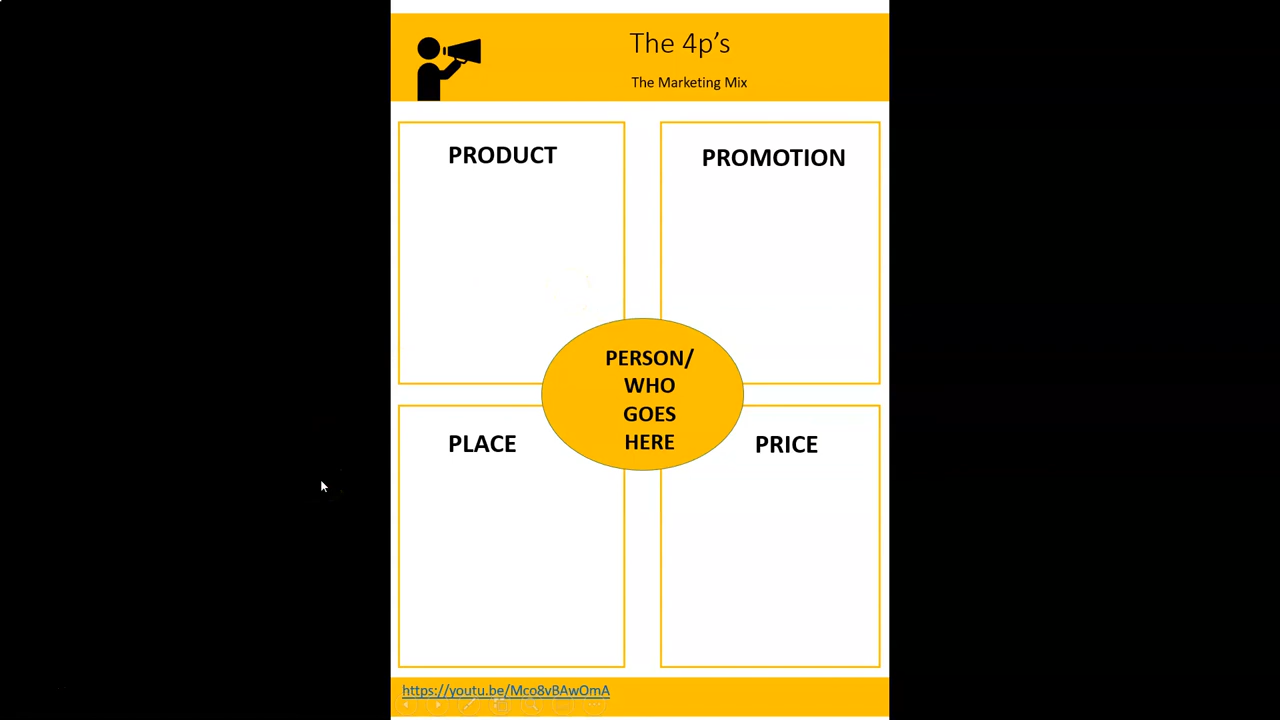 The 4p's
The Marketing Mix
PRODUCT
PROMOTION
PERSON/
WHO
GOES
HERE
PLACE
PRICE
https://youtu.be/Mco8vBAwOmA